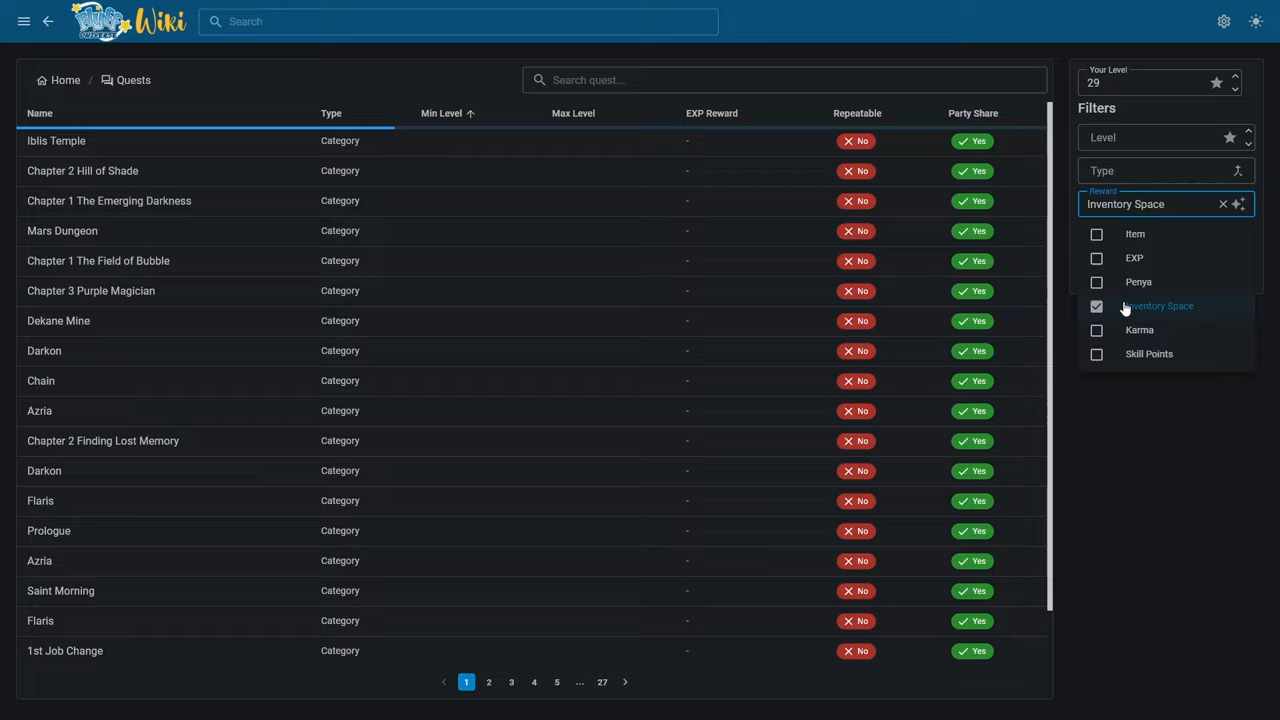 Flyff UNIVERSE Wiki
Search
Home / Quests
Search quest...
Name Type Min Level Max Level EXP Reward Repeatable Party Share
Iblis Temple Category - No Yes
Chapter 2 Hill of Shade Category - No Yes
Chapter 1 The Emerging Darkness Category - No Yes
Mars Dungeon Category - No Yes
Chapter 1 The Field of Bubble Category - No Yes
Chapter 3 Purple Magician Category - No Yes
Dekane Mine Category - No Yes
Darkon Category - No Yes
Chain Category - No Yes
Azria Category - No Yes
Chapter 2 Finding Lost Memory Category - No Yes
Darkon Category - No Yes
Flaris Category - No Yes
Prologue Category - No Yes
Azria Category - No Yes
Saint Morning Category - No Yes
Flaris Category - No Yes
1st Job Change Category - No Yes
1 2 3 4 5 ... 27
Your Level
29
Filters
Level
Type
Reward
Inventory Space
Item
EXP
Penya
Inventory Space
Karma
Skill Points